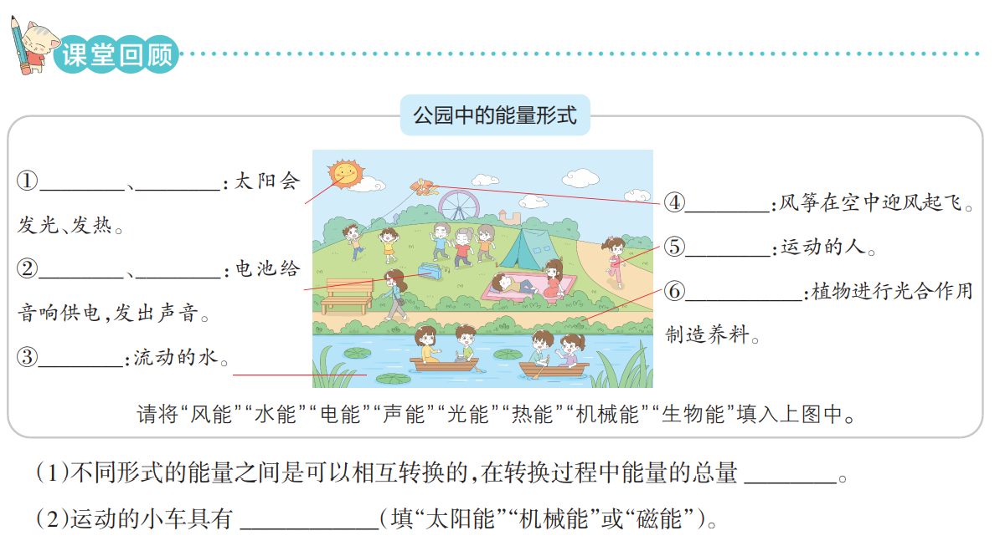 课堂回顾
公园中的能量形式
①________、________:太阳会
发光、发热。
②________、________:电池给
音响供电,发出声音。
③________:流动的水。
④________:风筝在空中迎风起飞。
⑤________:运动的人。
⑥___________:植物进行光合作用
制造养料。
请将“风能”“水能”“电能”“声能”“光能”“热能”“机械能”“生物能”填入上图中。
(1)不同形式的能量之间是可以相互转换的,在转换过程中能量的总量 ________。
(2)运动的小车具有 ____________(填“太阳能”“机械能”或“磁能”)。